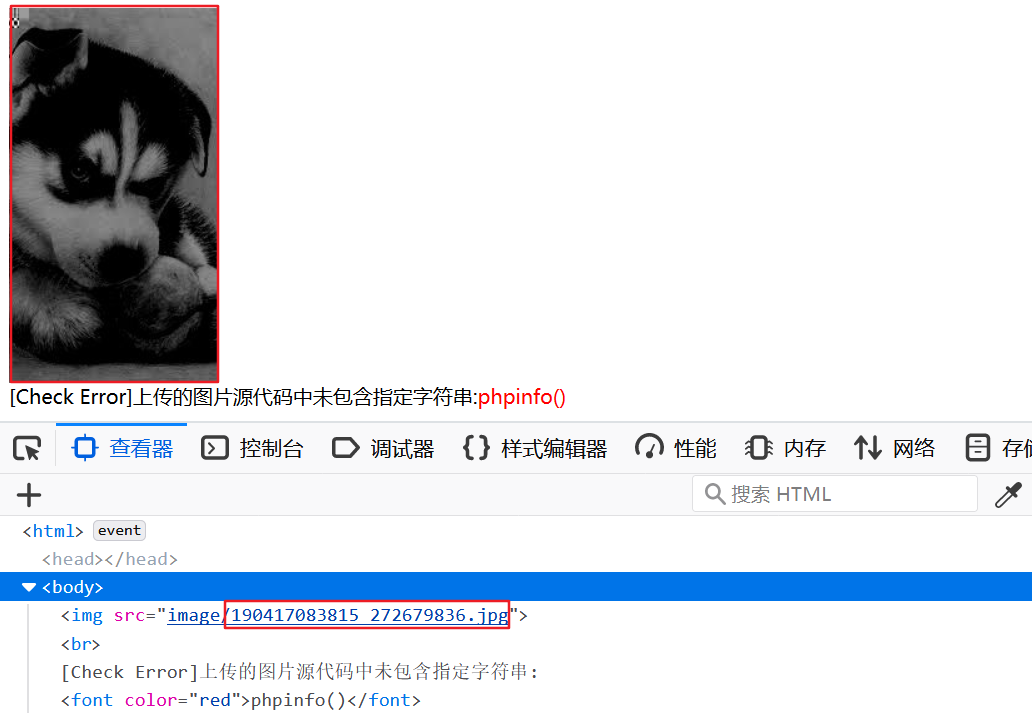 [Check Error]上传的图片源代码中未包含指定字符串:phpinfo()
查看器 控制台 调试器 样式编辑器 性能 内存 网络 存储
+ 搜索 HTML
<html> event
<head></head>
<body>
<img src="image/190417083815_272679836.jpg">
<br>
[Check Error]上传的图片源代码中未包含指定字符串:
<font color="red">phpinfo()</font>